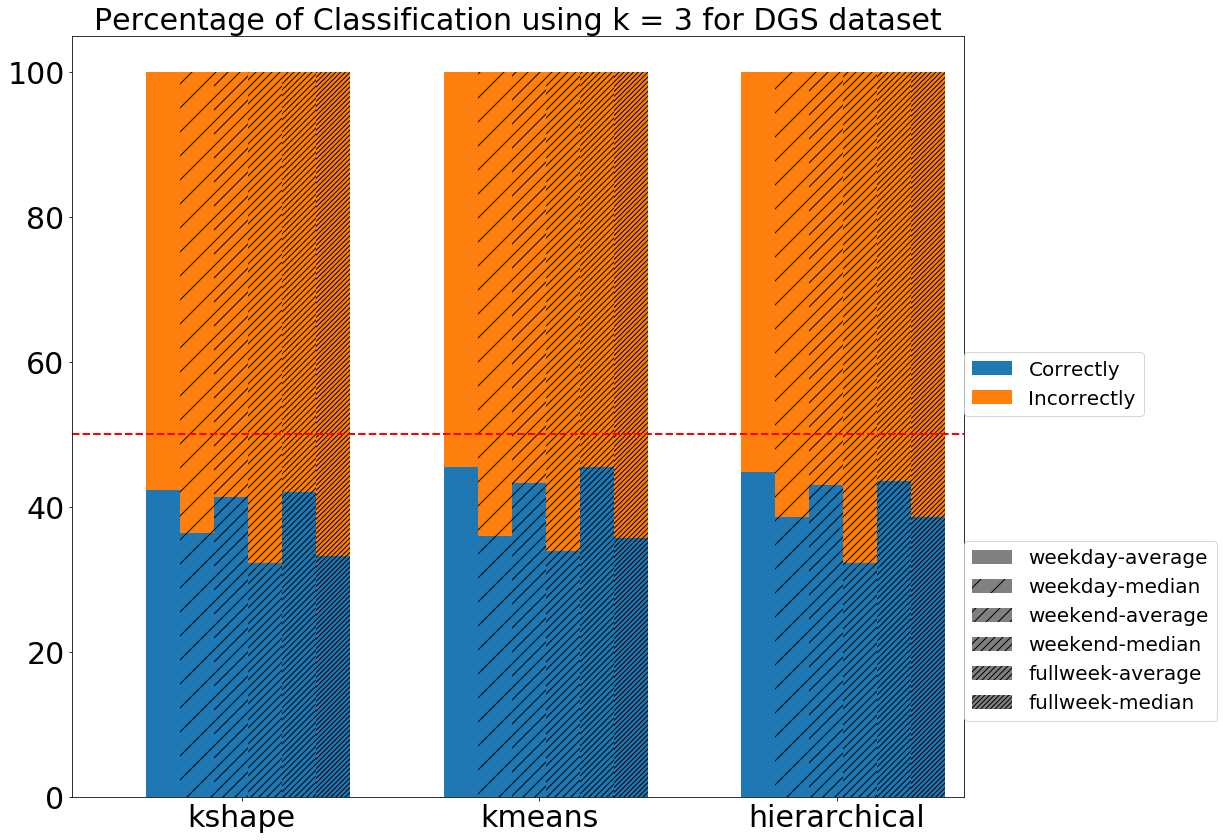 Percentage of Classification using k = 3 for DGS dataset
100
80
60
40
20
0
kshape
kmeans
hierarchical
Correctly
Incorrectly
weekday-average
weekday-median
weekend-average
weekend-median
fullweek-average
fullweek-median